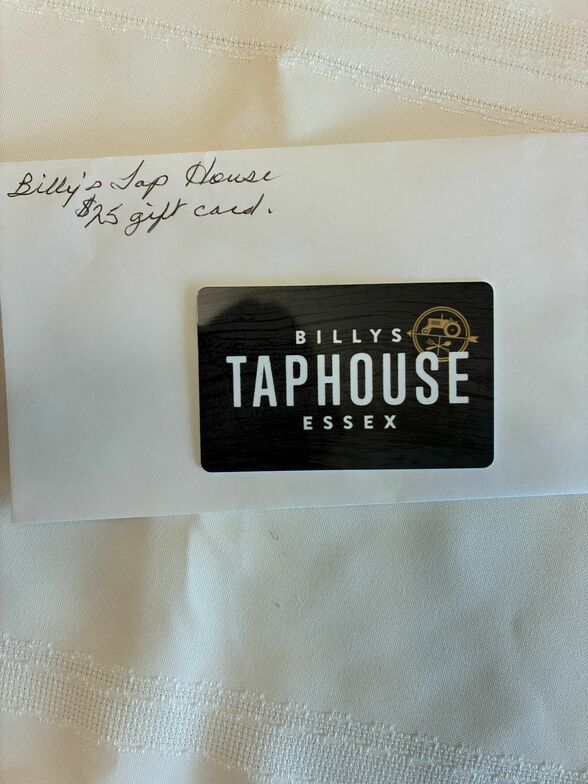 Billy's Tap House
$25 gift card.
BILLYS
TAPHOUSE
ESSEX